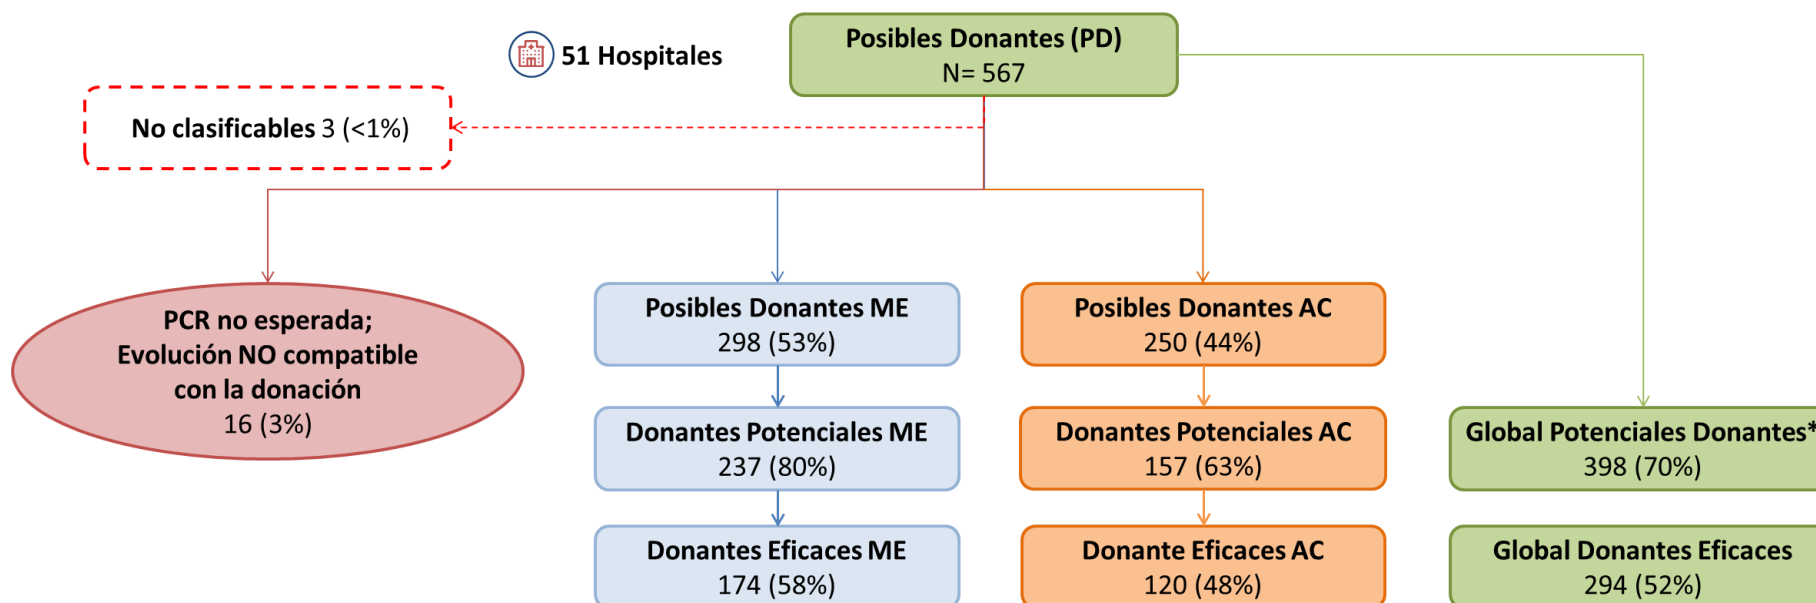 51 Hospitales
Posibles Donantes (PD)
N= 567
No clasificables 3 (<1%)
PCR no esperada;
Evolución NO compatible
con la donación
16 (3%)
Posibles Donantes ME
298 (53%)
Donantes Potenciales ME
237 (80%)
Donantes Eficaces ME
174 (58%)
Posibles Donantes AC
250 (44%)
Donantes Potenciales AC
157 (63%)
Donante Eficaces AC
120 (48%)
Global Potenciales Donantes*
398 (70%)
Global Donantes Eficaces
294 (52%)